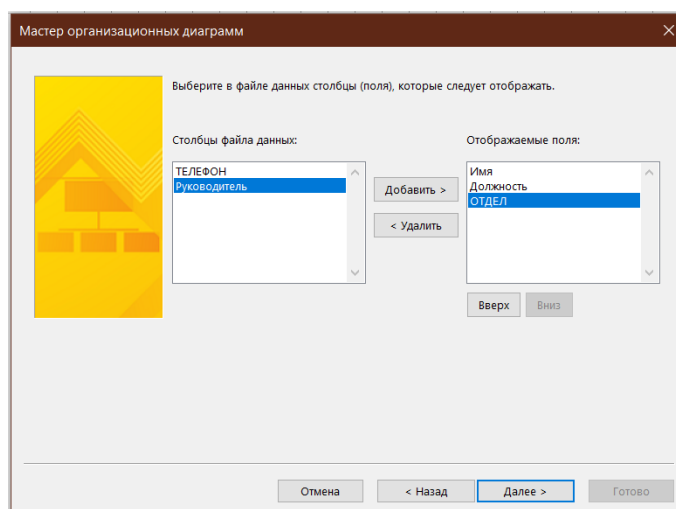 Мастер организационных диаграмм
Выберите в файле данных столбцы (поля), которые следует отображать.
Столбцы файла данных:
Отображаемые поля:
ТЕЛЕФОН
Руководитель
Добавить >
< Удалить
Имя
Должность
ОТДЕЛ
Вверх
Вниз
Отмена
< Назад
Далее >
Готово